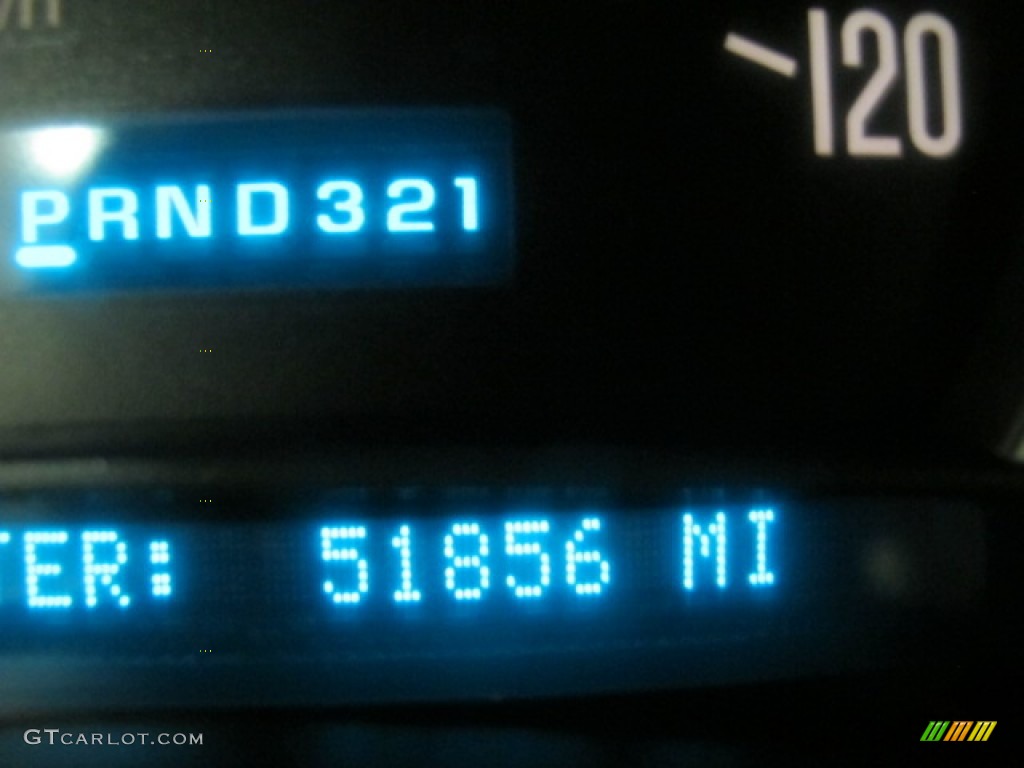 120
PRND321
TER: 51856 MI
GTCARLOT.COM